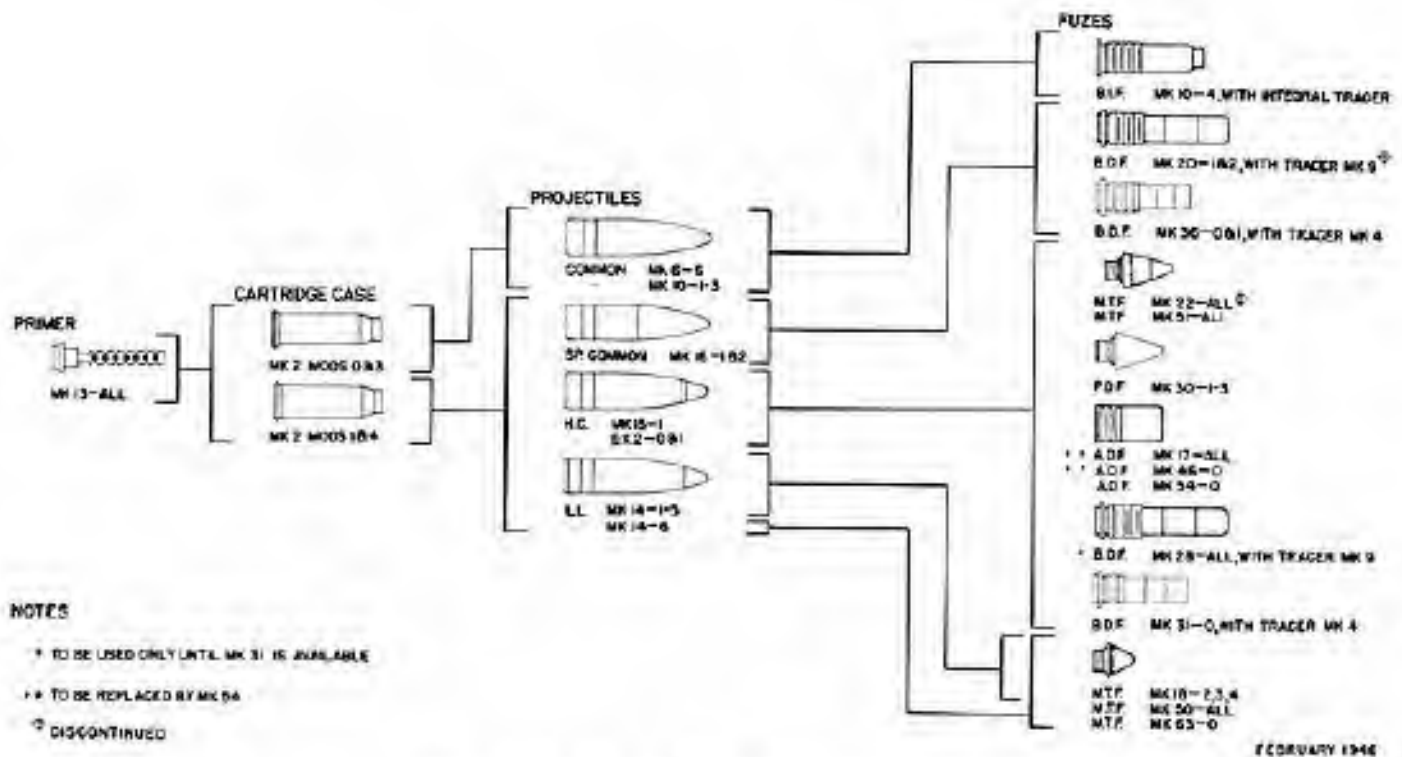 FUZES
B.I.F. MK 10-4, WITH INTEGRAL TRACER
B.D.F. MK 20-1&2, WITH TRACER MK 9
B.D.F. MK 36-0&1, WITH TRACER MK 4
M.T.F. MK 22-ALL
M.T.F. MK 51-ALL
P.D.F. MK 30-1-3
** A.D.F. MK 17-ALL
** A.D.F. MK 46-0
A.D.F. MK 54-0
* B.D.F. MK 28-ALL, WITH TRACER MK 9
B.D.F. MK 31-0, WITH TRACER MK 4
M.T.F. MK 18-2,3,4
M.T.F. MK 50-ALL
M.T.F. MK 63-0
PROJECTILES
COMMON MK 6-6
MK 10-1-3
SP. COMMON MK 16-1&2
H.C. MK 15-1
2-0&1
ILL. MK 14-1-5
MK 14-6
CARTRIDGE CASE
MK 2 MODS 0&3
MK 2 MODS 1&4
PRIMER
MK 13-ALL
NOTES
* TO BE USED ONLY UNTIL MK 31 IS AVAILABLE
** TO BE REPLACED BY MK 54
DISCONTINUED
FEBRUARY 1946